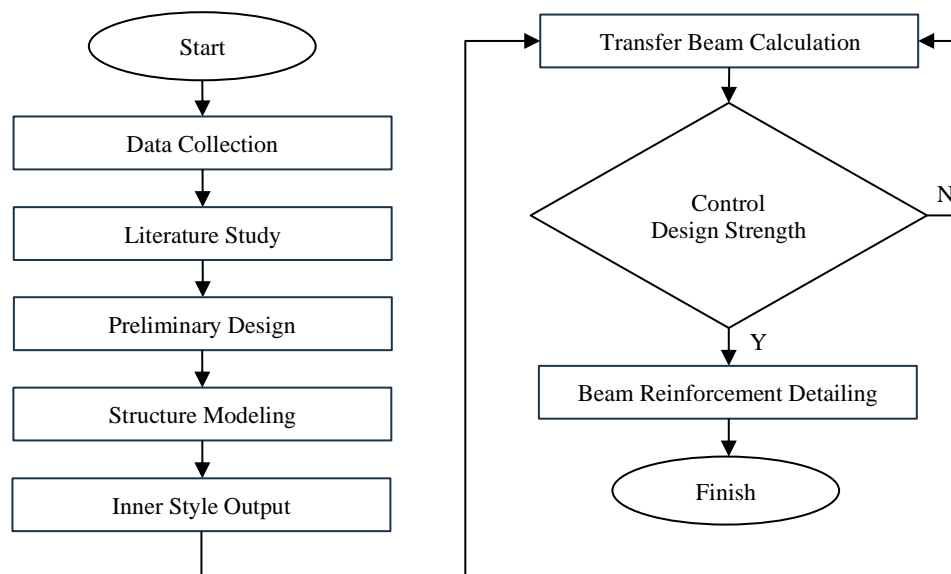 Start
Data Collection
Literature Study
Preliminary Design
Structure Modeling
Inner Style Output
Transfer Beam Calculation
Control
Design Strength
N
Y
Beam Reinforcement Detailing
Finish